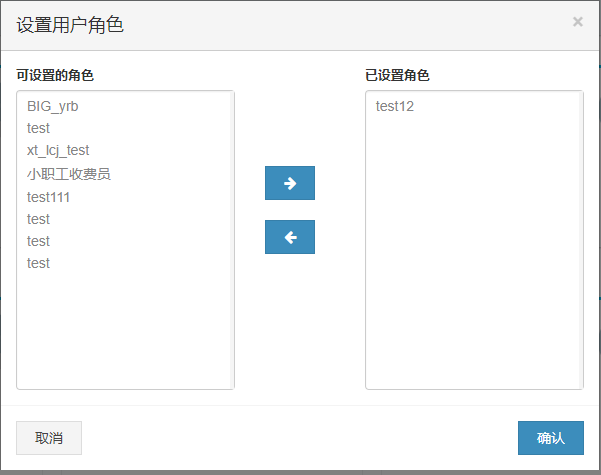 设置用户角色
×
可设置的角色
BIG_yrb
test
xt_lcj_test
小职工收费员
test111
test
test
test
已设置角色
test12
取消
确认